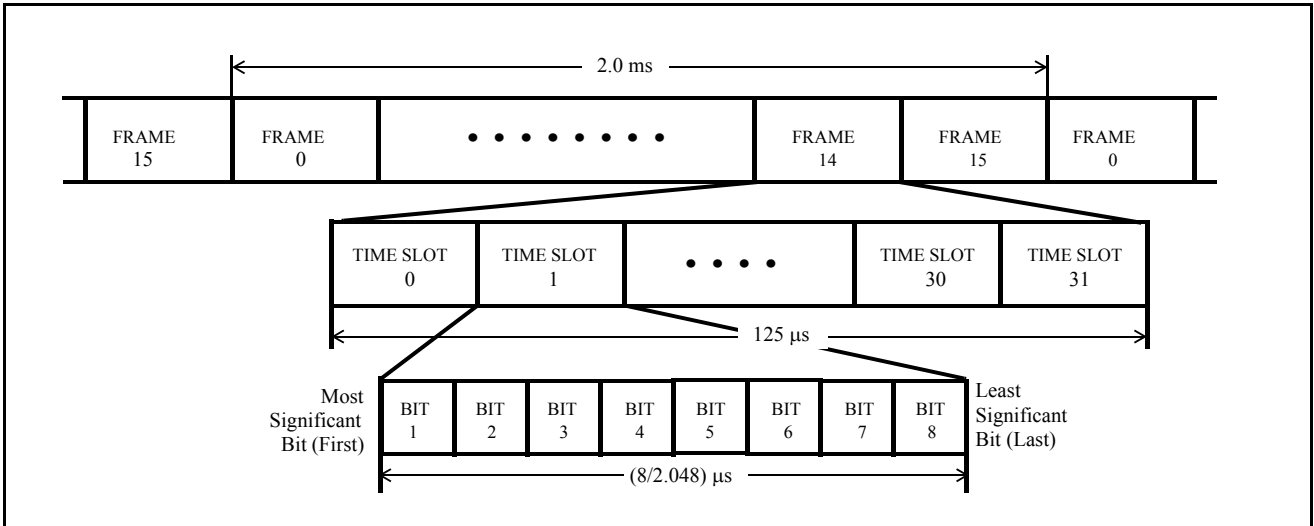 2.0 ms
FRAME 15
FRAME 0
FRAME 14
FRAME 15
FRAME 0
TIME SLOT 0
TIME SLOT 1
TIME SLOT 30
TIME SLOT 31
125 μs
Most
Significant
Bit (First)
BIT 1
BIT 2
BIT 3
BIT 4
BIT 5
BIT 6
BIT 7
BIT 8
Least
Significant
Bit (Last)
(8/2.048) μs